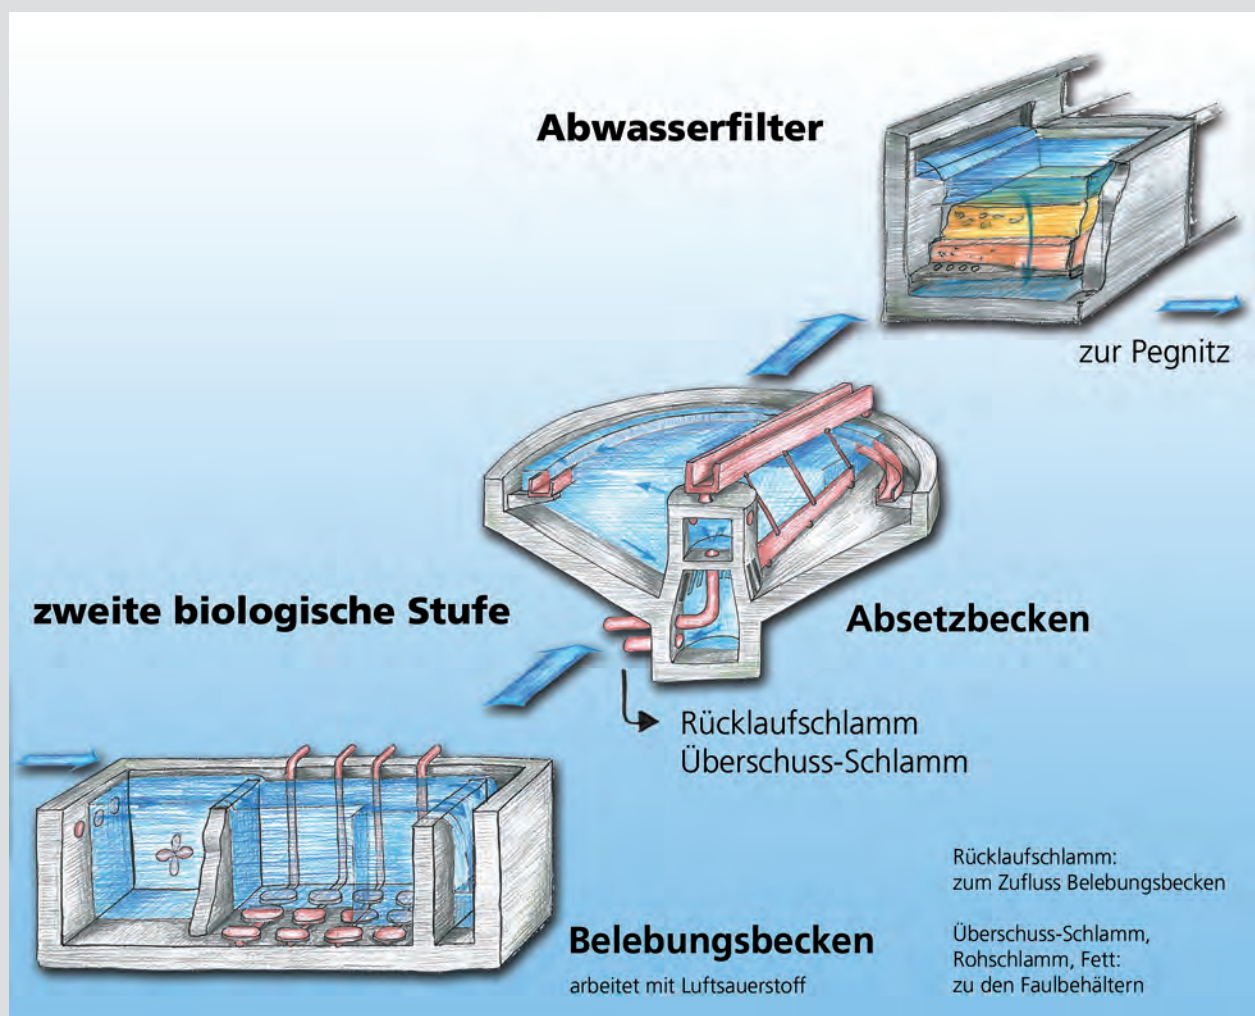 Abwasserfilter
zur Pegnitz
zweite biologische Stufe
Absetzbecken
Rücklaufschlamm
Überschuss-Schlamm
Belebungsbecken
arbeitet mit Luftsauerstoff
Rücklaufschlamm:
zum Zufluss Belebungsbecken
Überschuss-Schlamm,
Rohschlamm, Fett:
zu den Faulbehältern